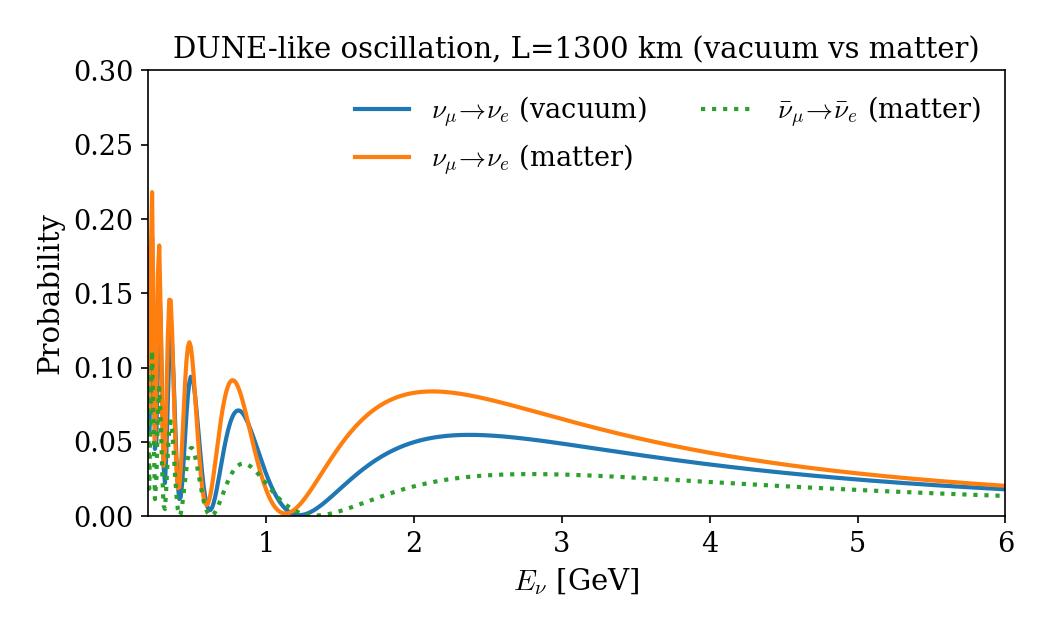 DUNE-like oscillation, L=1300 km (vacuum vs matter)
0.30
0.25
0.20
0.15
0.10
0.05
0.00
Probability
ν_μ→ν_e (vacuum)
ν_μ→ν_e (matter)
ν̄_μ→ν̄_e (matter)
1 2 3 4 5 6
E_ν [GeV]